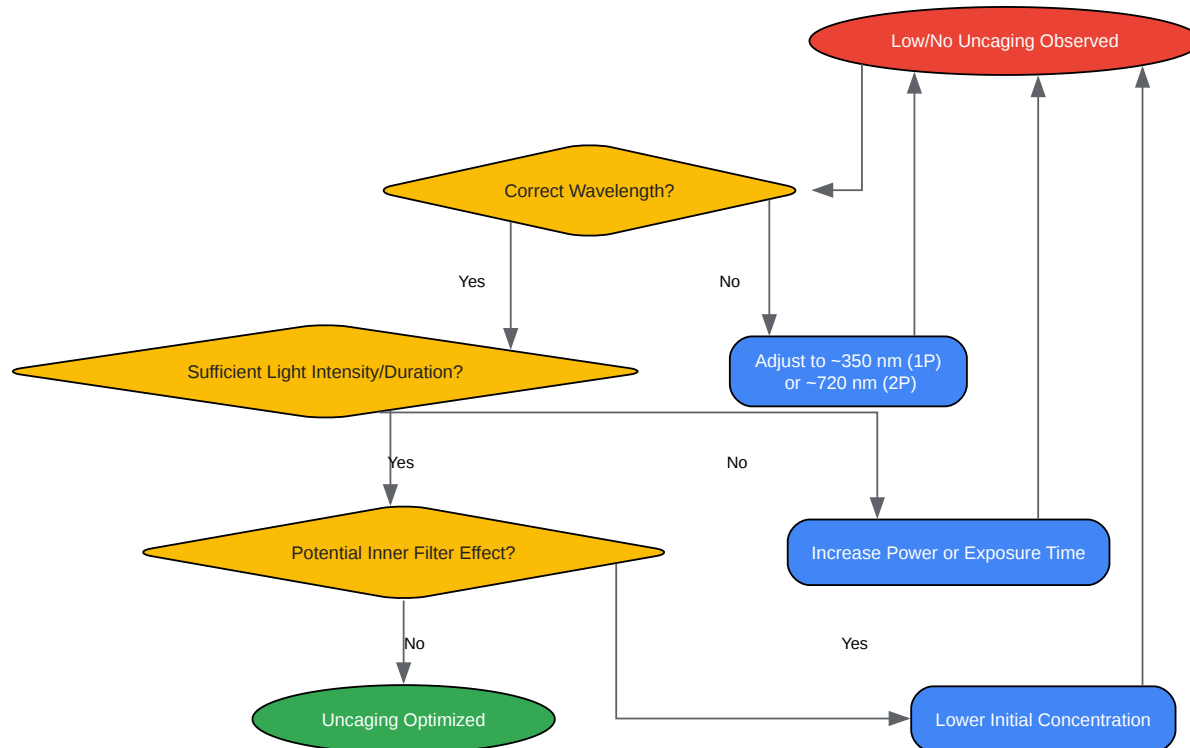 Low/No Uncaging Observed
Correct Wavelength?
Yes
No
Sufficient Light Intensity/Duration?
Adjust to ~350 nm (1P)
or ~720 nm (2P)
Yes
No
Potential Inner Filter Effect?
Increase Power or Exposure Time
No
Yes
Uncaging Optimized
Lower Initial Concentration